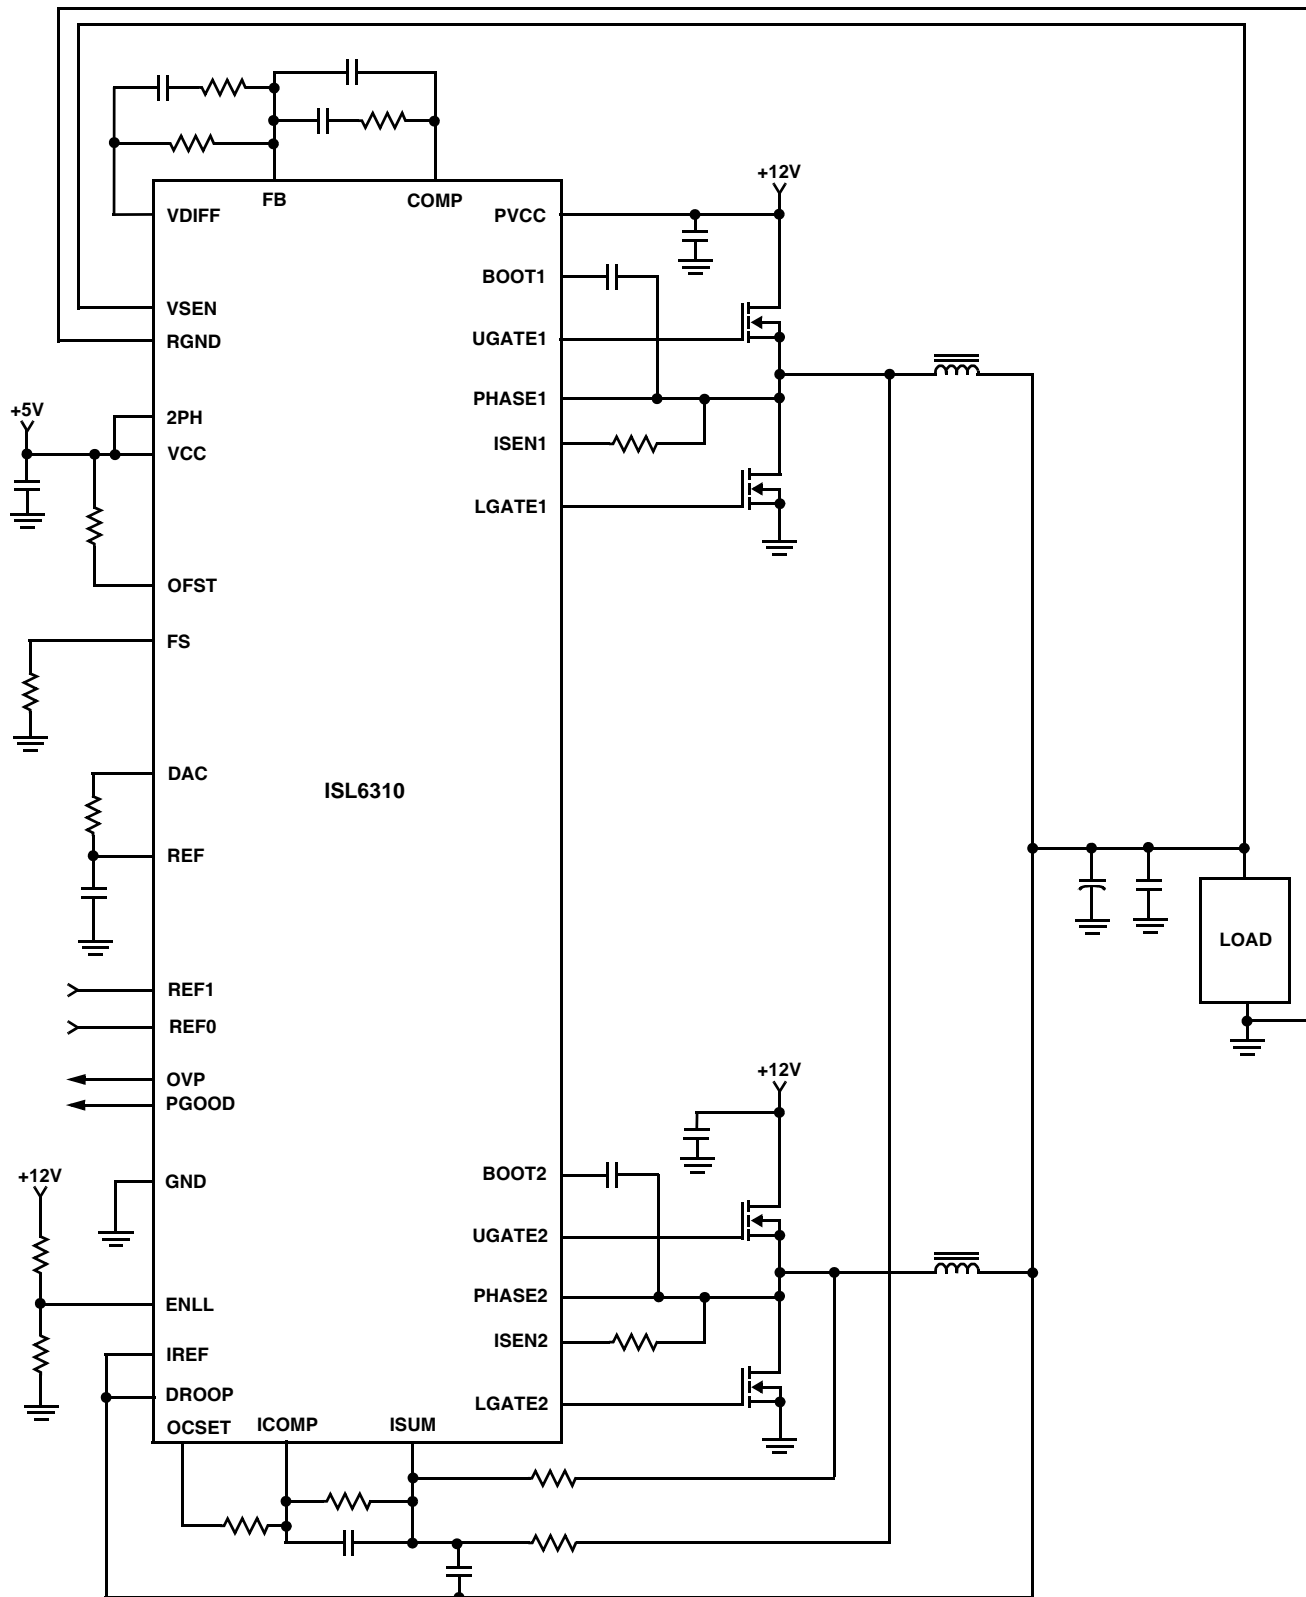 FB
COMP
+12V
VDIFF
PVCC
BOOT1
VSEN
RGND
UGATE1
PHASE1
+5V
2PH
VCC
ISEN1
LGATE1
OFST
FS
DAC
ISL6310
REF
LOAD
REF1
REF0
OVP
PGOOD
+12V
+12V
GND
BOOT2
UGATE2
ENLL
PHASE2
IREF
ISEN2
DROOP
LGATE2
OCSET
ICOMP
ISUM